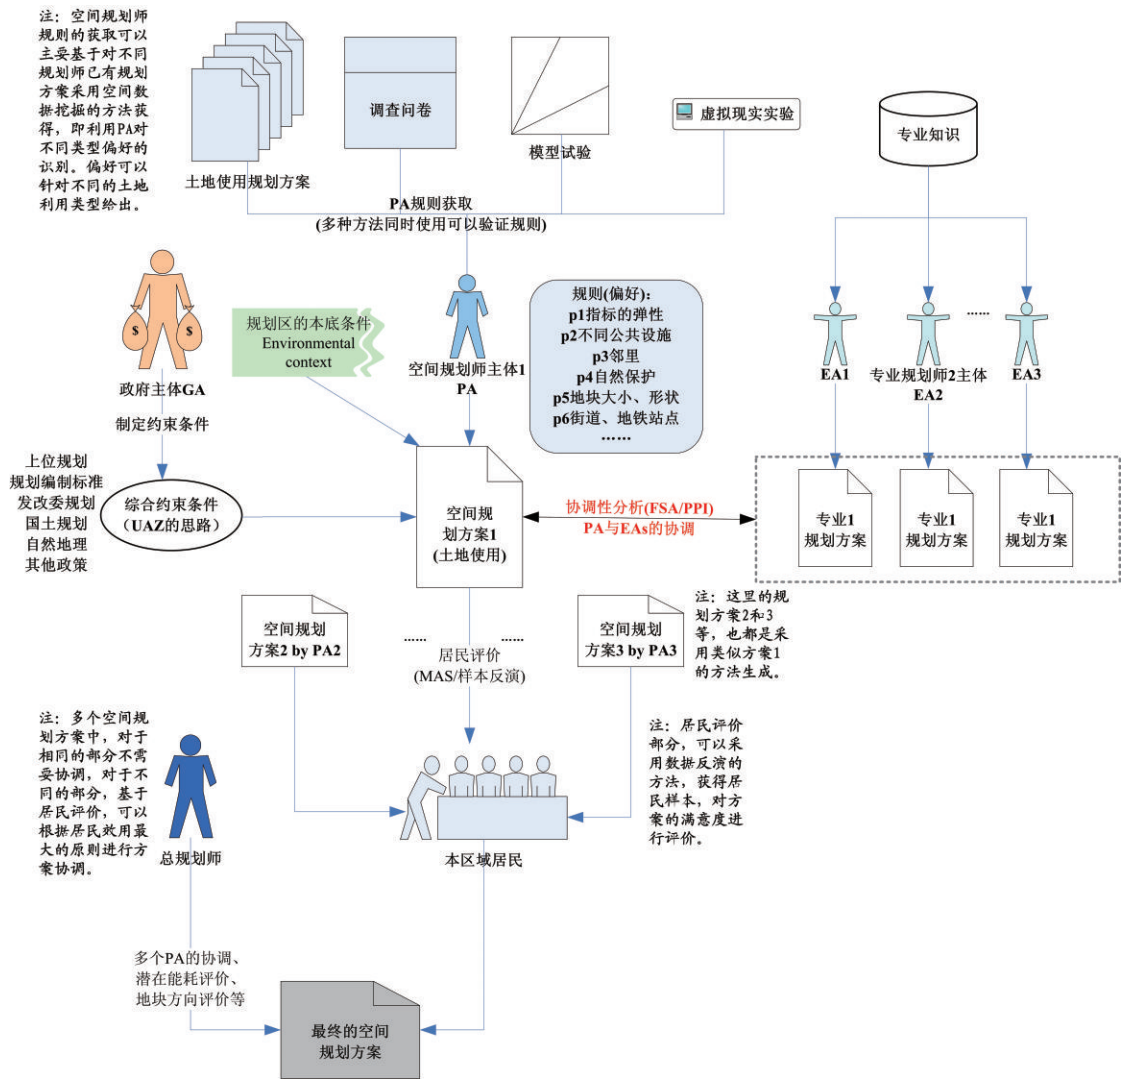 注：空间规划师
规则的获取可以
主要基于对不同
规划师已有规划
方案采用空间数
据挖掘的方法获
得，即利用PA对
不同类型偏好的
识别。偏好可以
针对不同的土地
利用类型给出。
土地使用规划方案
调查问卷
模型试验
虚拟现实实验
专业知识
PA规则获取
(多种方法同时使用可以验证规则)
$ $
政府主体GA
制定约束条件
规划区的本底条件
Environmental
context
空间规划师主体1
PA
规则(偏好)：
p1指标的弹性
p2不同公共设施
p3邻里
p4自然保护
p5地块大小、形状
p6街道、地铁站点
……
……
EA1
专业规划师2主体
EA2
EA3
上位规划
规划编制标准
发改委规划
国土规划
自然地理
其他政策
综合约束条件
（UAZ的思路）
空间规
划方案1
(土地使用)
协调性分析(FSA/PPI)
PA与EAs的协调
专业1
规划方案
专业1
规划方案
专业1
规划方案
空间规划
方案2 by PA2
……
……
居民评价
(MAS/样本反演)
空间规划
方案3 by PA3
注：这里的规
划方案2和3
等，也都是采
用类似方案1
的方法生成。
注：多个空间规
划方案中，对于
相同的部分不需
要协调，对于不
同的部分，基于
居民评价，可以
根据居民效用最
大的原则进行方
案协调。
总规划师
本区域居民
注：居民评价
部分，可以采
用数据反演的
方法，获得居
民样本，对方
案的满意度进
行评价。
多个PA的协调、
潜在能耗评价、
地块方向评价等
最终的空间
规划方案